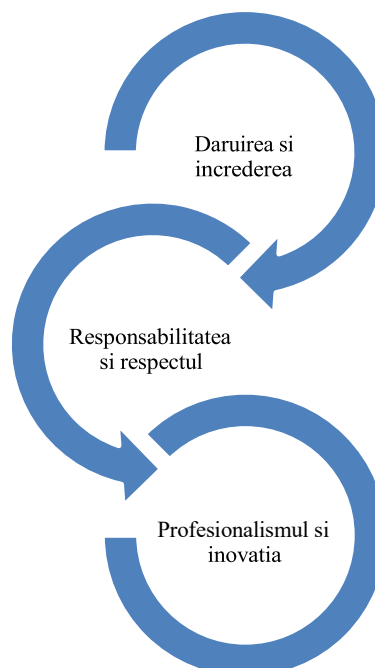 Daruirea si
increderea
Responsabilitatea
si respectul
Profesionalismul si
inovatia